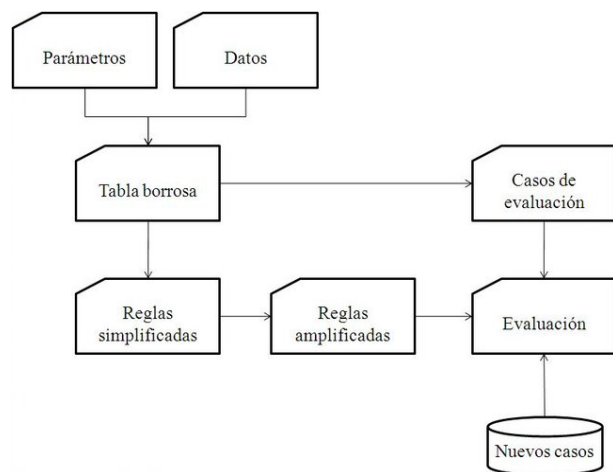 Parámetros
Datos
Tabla borrosa
Casos de
evaluación
Reglas
simplificadas
Reglas
amplificadas
Evaluación
Nuevos casos